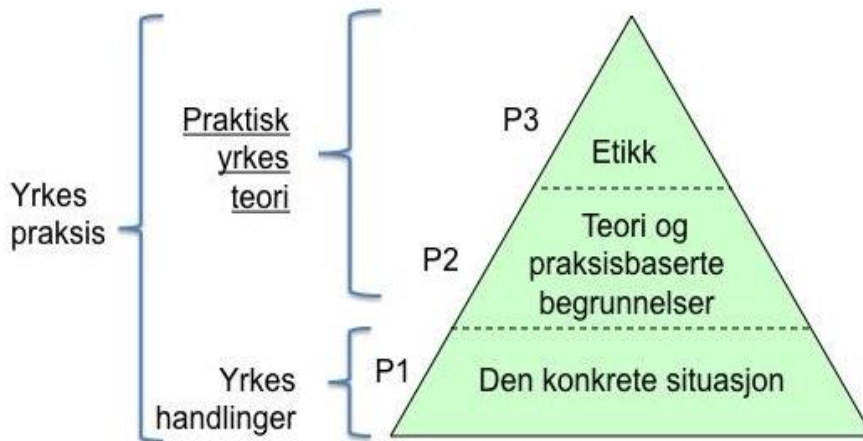 Yrkes
praksis
Praktisk
yrkes
teori
Yrkes
handlinger
P3
Etikk
P2
Teori og
praksisbaserte
begrunnelser
P1
Den konkrete situasjon